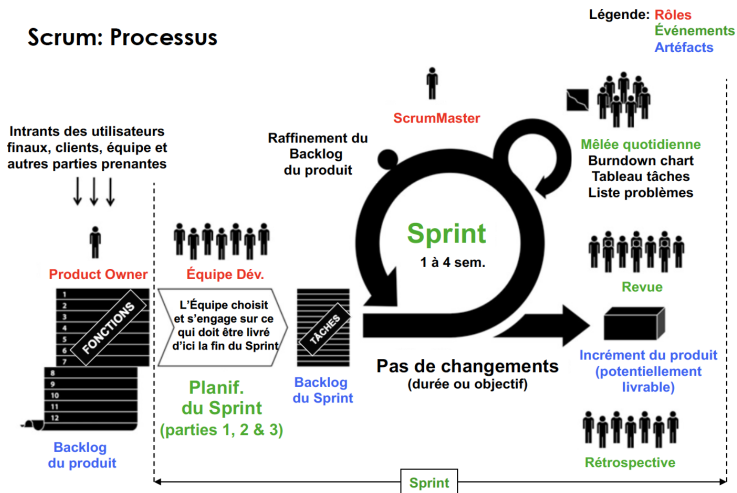 Légende: Rôles
Événements
Artéfacts
Scrum: Processus
ScrumMaster
Intrants des utilisateurs
finaux, clients, équipe et
autres parties prenantes
Raffinement du
Backlog
du produit
Mêlée quotidienne
Burndown chart
Tableau tâches
Liste problèmes
Sprint
1 à 4 sem.
Product Owner
Équipe Dév.
Revue
1
2
3
4
5
6
7
8
9
10
11
12
FONCTIONS
L'Équipe choisit
et s'engage sur ce
qui doit être livré
d'ici la fin du Sprint
TÂCHES
Planif.
du Sprint
(parties 1, 2 & 3)
Backlog
du Sprint
Pas de changements
(durée ou objectif)
Incrément du produit
(potentiellement
livrable)
Backlog
du produit
Rétrospective
Sprint